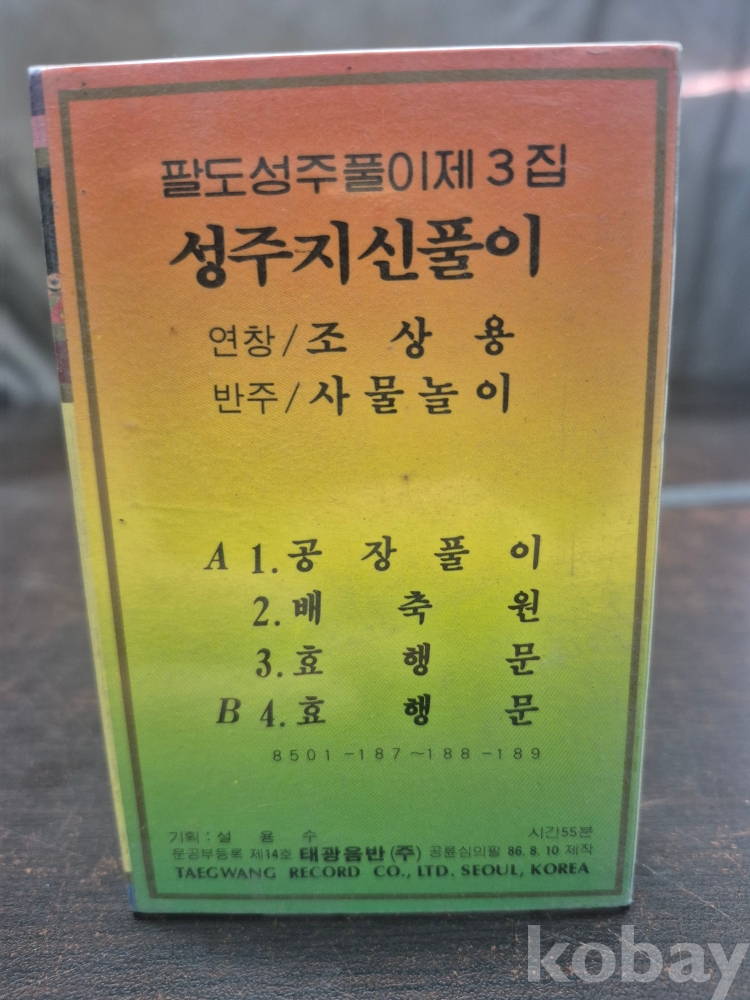 팔도성주풀이제3집
성주지신풀이
연창/조상용
반주/사물놀이
A 1.공장풀이
2.배축원
3.효행문
B 4.효행문
8501-187~188-189
기획:설용수 시간55분
문공부등록 제14호 태광음반(주) 공륜심의필 86.8.10 제작
TAEGWANG RECORD CO., LTD. SEOUL, KOREA
kobay